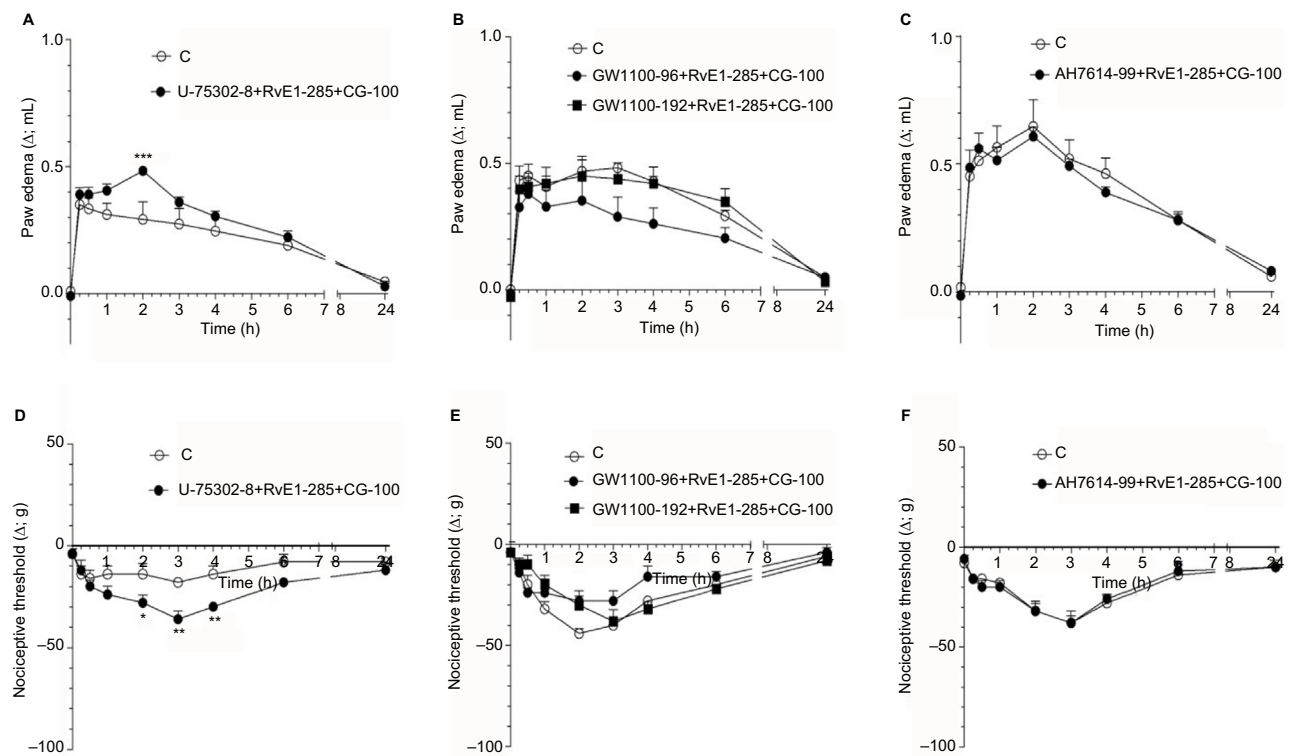 A
1.0
C
U-75302-8+RvE1-285+CG-100
***
0.5
Paw edema (Δ; mL)
0.0
1 2 3 4 5 6 7 8 24
Time (h)
B
1.0
C
GW1100-96+RvE1-285+CG-100
GW1100-192+RvE1-285+CG-100
0.5
Paw edema (Δ; mL)
0.0
1 2 3 4 5 6 7 8 24
Time (h)
C
1.0
C
AH7614-99+RvE1-285+CG-100
0.5
Paw edema (Δ; mL)
0.0
1 2 3 4 5 6 7 8 24
Time (h)
D
50
C
U-75302-8+RvE1-285+CG-100
Nociceptive threshold (Δ; g)
0
1 2 3 4 5 6 7 8 24
Time (h)
* ** **
–50
–100
E
50
C
GW1100-96+RvE1-285+CG-100
GW1100-192+RvE1-285+CG-100
Nociceptive threshold (Δ; g)
0
1 2 3 4 5 6 7 8 24
Time (h)
–50
–100
F
50
C
AH7614-99+RvE1-285+CG-100
Nociceptive threshold (Δ; g)
0
1 2 3 4 5 6 7 8 24
Time (h)
–50
–100